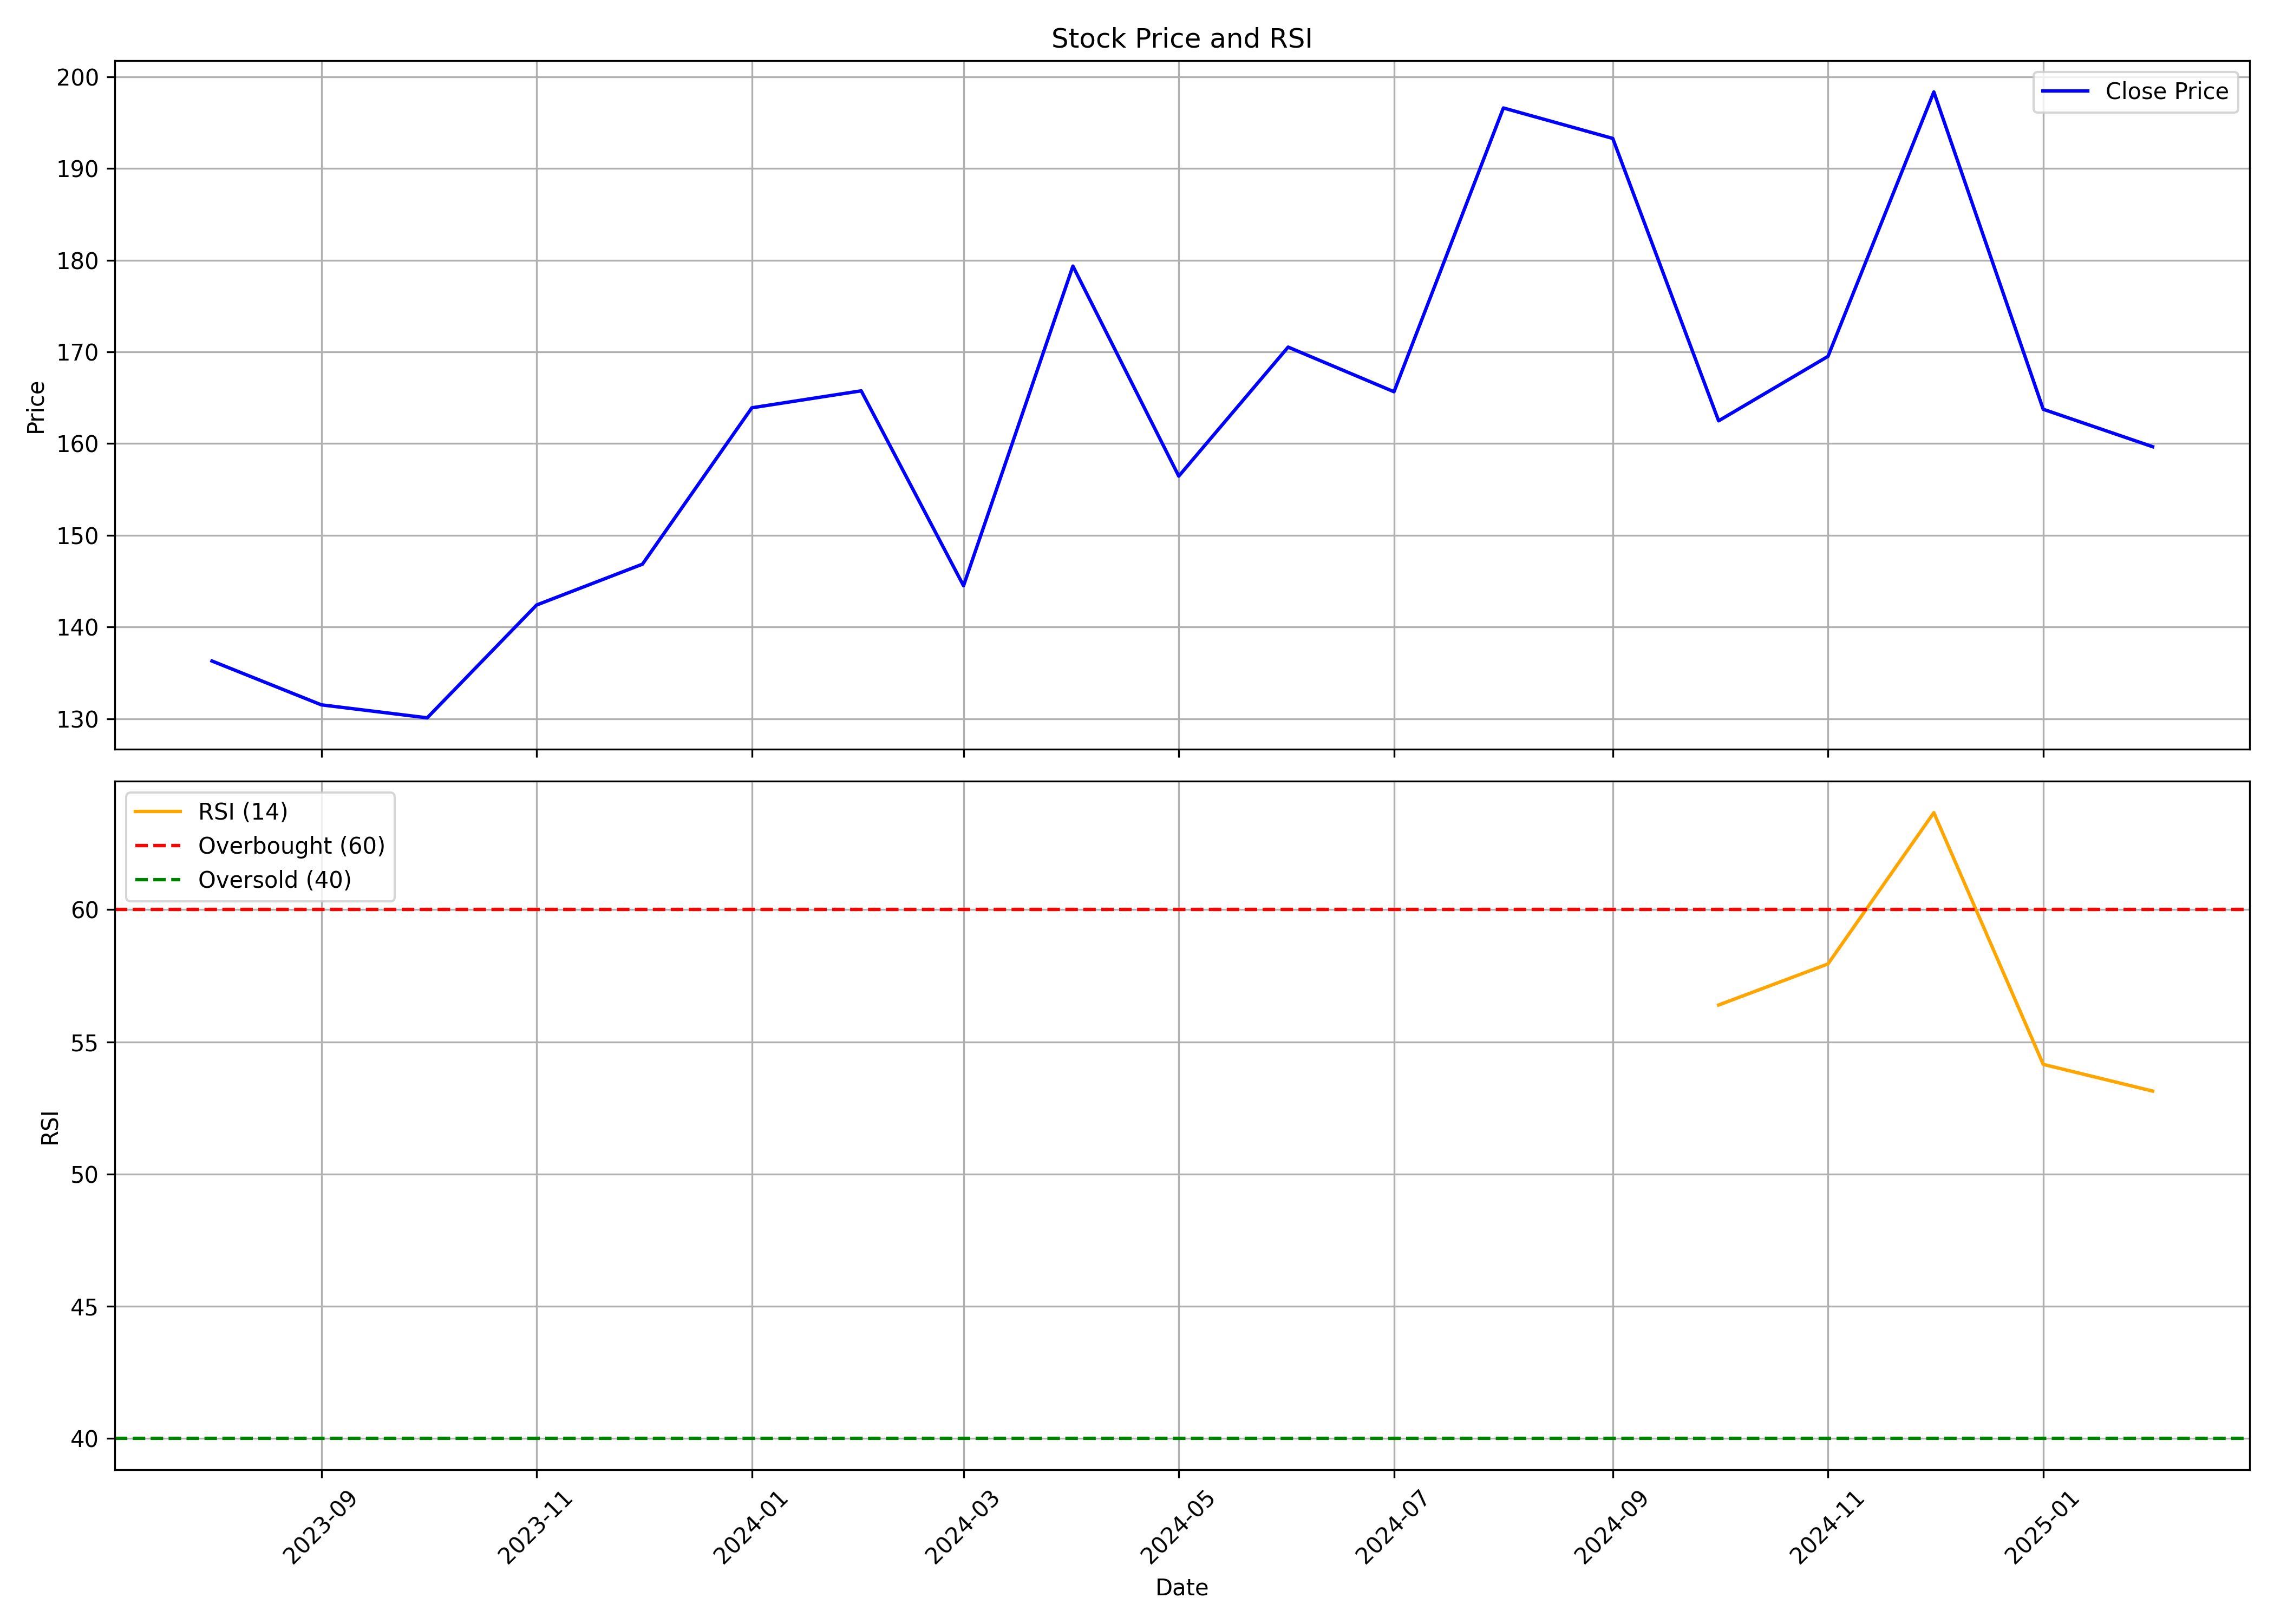 Stock Price and RSI
Close Price
Price
200
190
180
170
160
150
140
130
RSI (14)
Overbought (60)
Oversold (40)
RSI
60
55
50
45
40
2023-09
2023-11
2024-01
2024-03
2024-05
2024-07
2024-09
2024-11
2025-01
Date